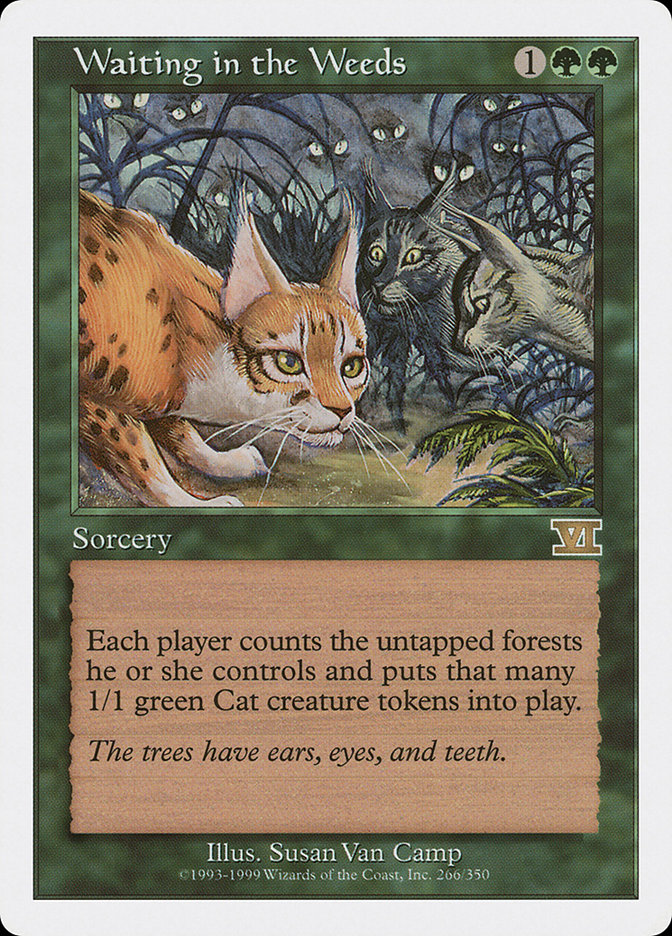 Waiting in the Weeds 1
Sorcery VI
Each player counts the untapped forests
he or she controls and puts that many
1/1 green Cat creature tokens into play.
The trees have ears, eyes, and teeth.
Illus. Susan Van Camp
©1993-1999 Wizards of the Coast, Inc. 266/350